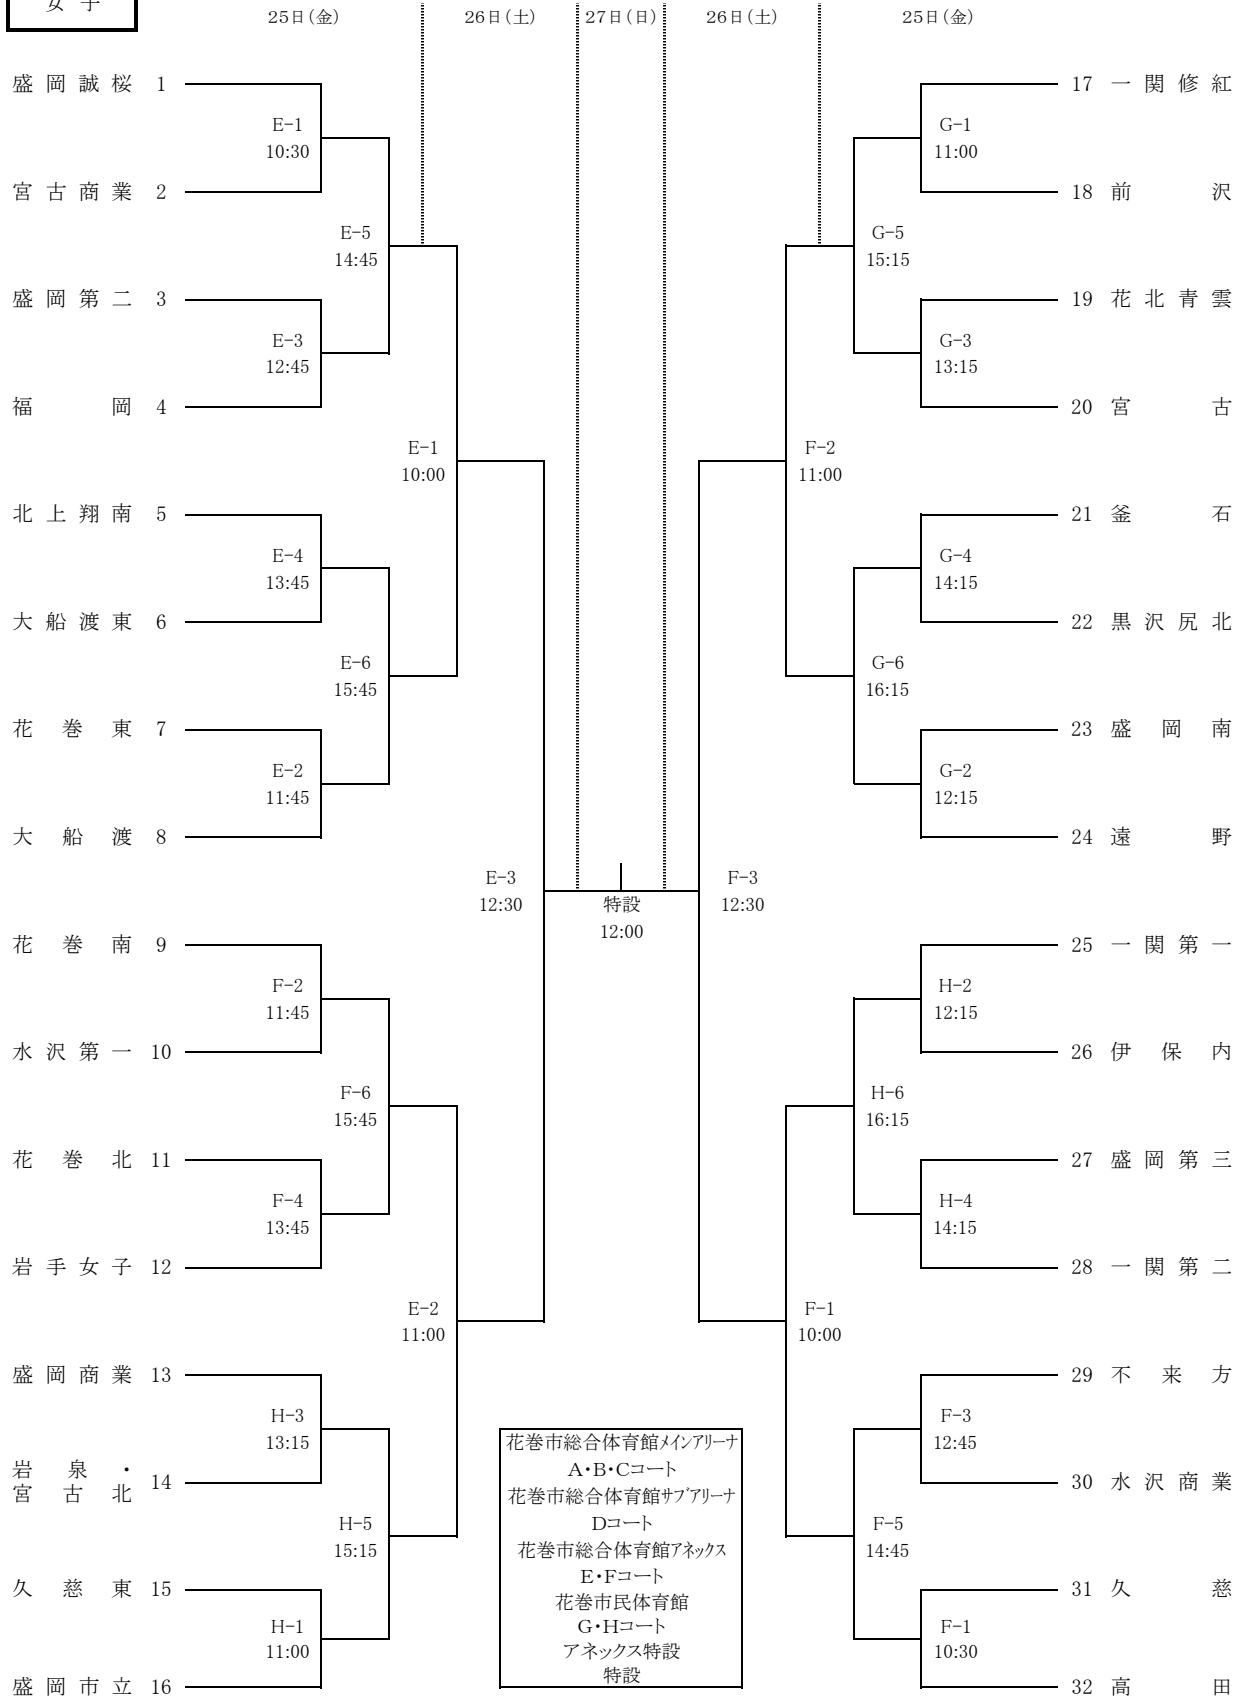 女 子
25日(金) 26日(土) 27日(日) 26日(土) 25日(金)
盛岡誠桜 1
17 一関修紅
E-1
10:30
G-1
11:00
宮古商業 2
18 前沢
E-5
14:45
G-5
15:15
盛岡第二 3
19 花北青雲
E-3
12:45
G-3
13:15
福岡 4
20 宮古
E-1
10:00
F-2
11:00
北上翔南 5
21 釜石
E-4
13:45
G-4
14:15
大船渡東 6
22 黒沢尻北
E-6
15:45
G-6
16:15
花巻東 7
23 盛岡南
E-2
11:45
G-2
12:15
大船渡 8
24 遠野
E-3
12:30
特設
12:00
F-3
12:30
花巻南 9
25 一関第一
F-2
11:45
H-2
12:15
水沢第一 10
26 伊保内
F-6
15:45
H-6
16:15
花巻北 11
27 盛岡第三
F-4
13:45
H-4
14:15
岩手女子 12
28 一関第二
E-2
11:00
F-1
10:00
盛岡商業 13
29 不来方
H-3
13:15
F-3
12:45
岩泉・
宮古北 14
30 水沢商業
H-5
15:15
F-5
14:45
久慈東 15
31 久慈
H-1
11:00
F-1
10:30
盛岡市立 16
32 高田
花巻市総合体育館ﾒｲﾝｱﾘｰﾅ
A・B・Cコート
花巻市総合体育館ｻﾌﾞｱﾘｰﾅ
Dコート
花巻市総合体育館ｱﾈｯｸｽ
E・Fコート
花巻市民体育館
G・Hコート
アネックス特設
特設